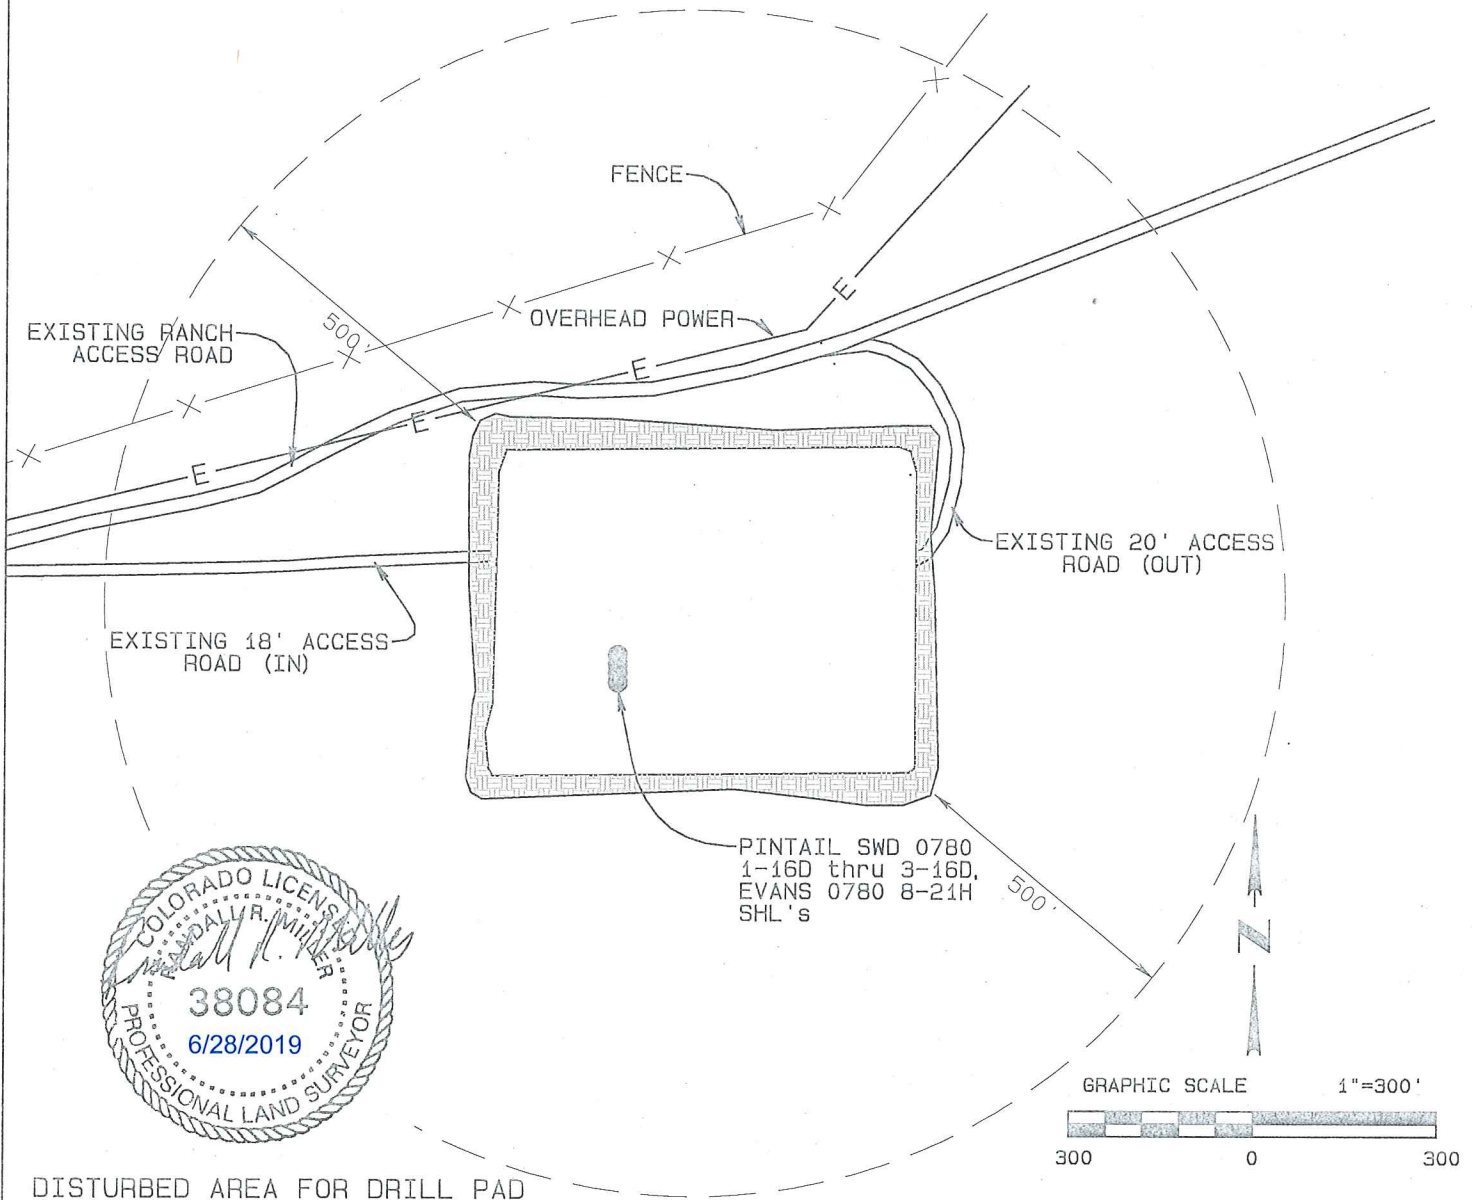 FENCE
500'
OVERHEAD POWER
EXISTING RANCH
ACCESS ROAD
E
E
E
E
EXISTING 20' ACCESS
ROAD (OUT)
EXISTING 18' ACCESS
ROAD (IN)
PINTAIL SWD 0780
1-16D thru 3-16D,
EVANS 0780 8-21H
SHL's
500'
COLORADO LICENS
RANDALL R. MILLER
38084
6/28/2019
PROFESSIONAL LAND SURVEYOR
N
GRAPHIC SCALE 1"=300'
300 0 300
DISTURBED AREA FOR DRILL PAD